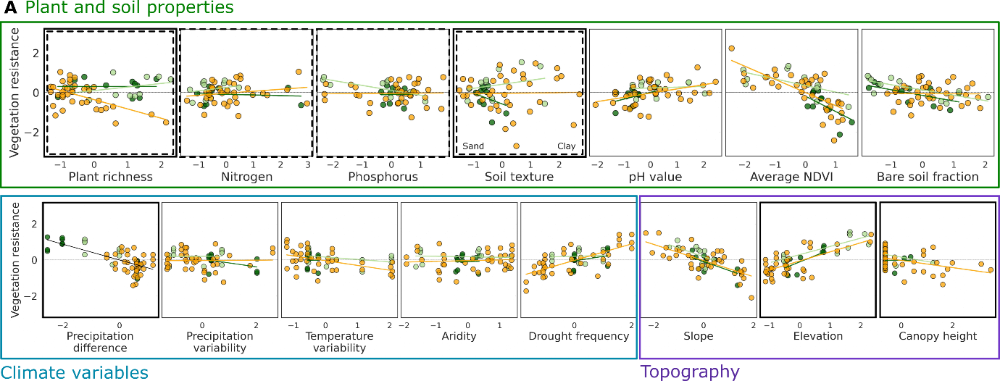 A Plant and soil properties
Vegetation resistance
2
0
−2
−1 0 1 2
Plant richness
−1 0 1 2 3
Nitrogen
−2 −1 0 1
Phosphorus
Sand Clay
−1 0 1 2
Soil texture
−2 −1 0 1 2
pH value
−2 −1 0 1
Average NDVI
−1 0 1 2
Bare soil fraction
Vegetation resistance
2
0
−2
−2 0
Precipitation
difference
0 2
Precipitation
variability
−1 0 1 2
Temperature
variability
−2 −1 0 1
Aridity
0 2
Drought frequency
−2 0 2
Slope
−1 0 1 2
Elevation
0 2
Canopy height
Climate variables
Topography